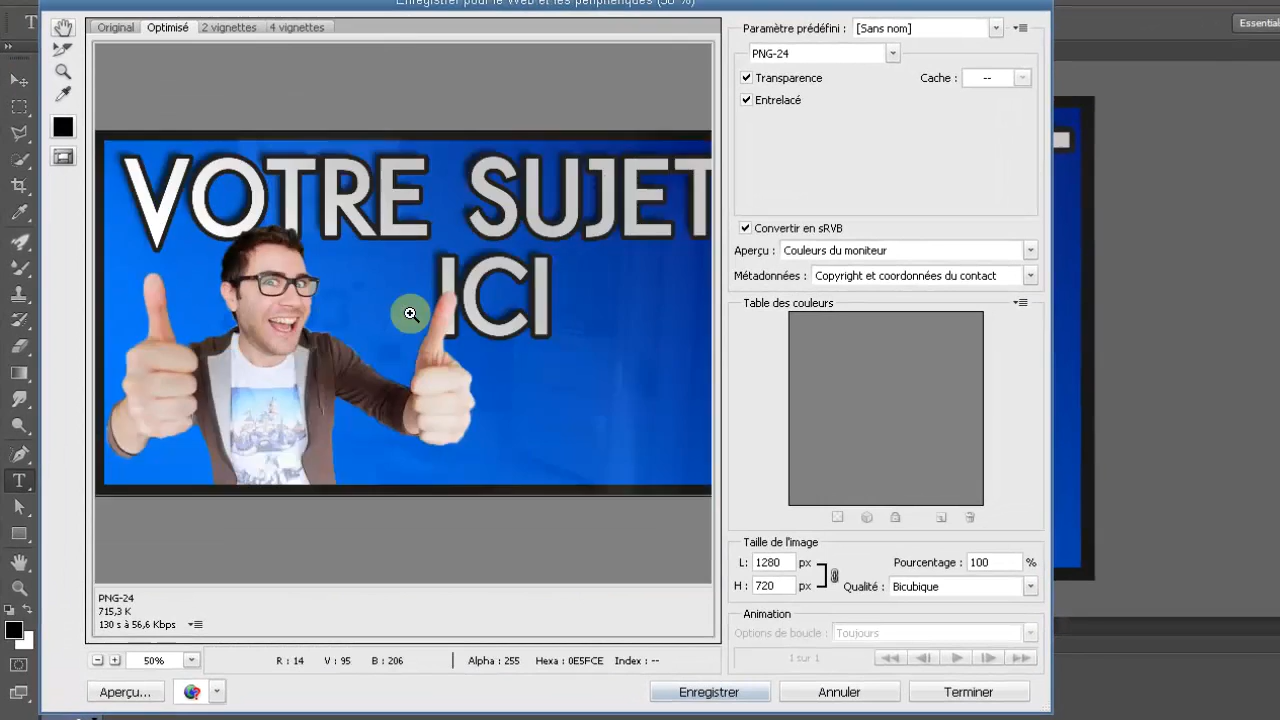 Enregistrer pour le Web et les périphériques (50 %)
Original Optimisé 2 vignettes 4 vignettes
Paramètre prédéfini : [Sans nom]
Essential
PNG-24
Transparence Cache : --
Entrelacé
VOTRE SUJET
ICI
Convertir en sRVB
Aperçu : Couleurs du moniteur
Métadonnées : Copyright et coordonnées du contact
Table des couleurs
Taille de l'image
L: 1280 px Pourcentage : 100 %
H : 720 px Qualité : Bicubique
PNG-24
715,3 K
130 s à 56,6 Kbps
Animation
Options de boucle : Toujours
1 sur 1
50% R : 14 95 B : 206 Alpha : 255 Hexa : 0E5FCE Index : --
Aperçu... Enregistrer Annuler Terminer